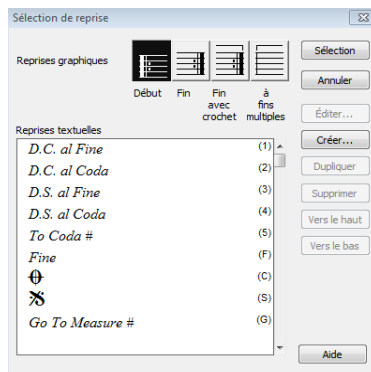 Sélection de reprise
Reprises graphiques
Début
Fin
Fin avec crochet
à fins multiples
Sélection
Annuler
Éditer...
Créer...
Dupliquer
Supprimer
Vers le haut
Vers le bas
Aide
Reprises textuelles
D.C. al Fine (1)
D.C. al Coda (2)
D.S. al Fine (3)
D.S. al Coda (4)
To Coda # (5)
Fine (F)
(C)
(S)
Go To Measure # (G)